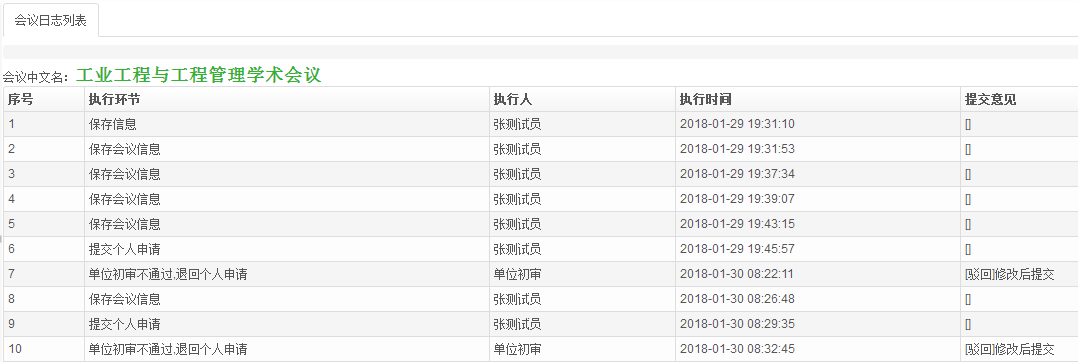 会议日志列表
会议中文名：工业工程与工程管理学术会议
序号 执行环节 执行人 执行时间 提交意见
1 保存信息 张测试员 2018-01-29 19:31:10 []
2 保存会议信息 张测试员 2018-01-29 19:31:53 []
3 保存会议信息 张测试员 2018-01-29 19:37:34 []
4 保存会议信息 张测试员 2018-01-29 19:39:07 []
5 保存会议信息 张测试员 2018-01-29 19:43:15 []
6 提交个人申请 张测试员 2018-01-29 19:45:57 []
7 单位初审不通过,退回个人申请 单位初审 2018-01-30 08:22:11 [驳回]修改后提交
8 保存会议信息 张测试员 2018-01-30 08:26:48 []
9 提交个人申请 张测试员 2018-01-30 08:29:35 []
10 单位初审不通过,退回个人申请 单位初审 2018-01-30 08:32:45 [驳回]修改后提交